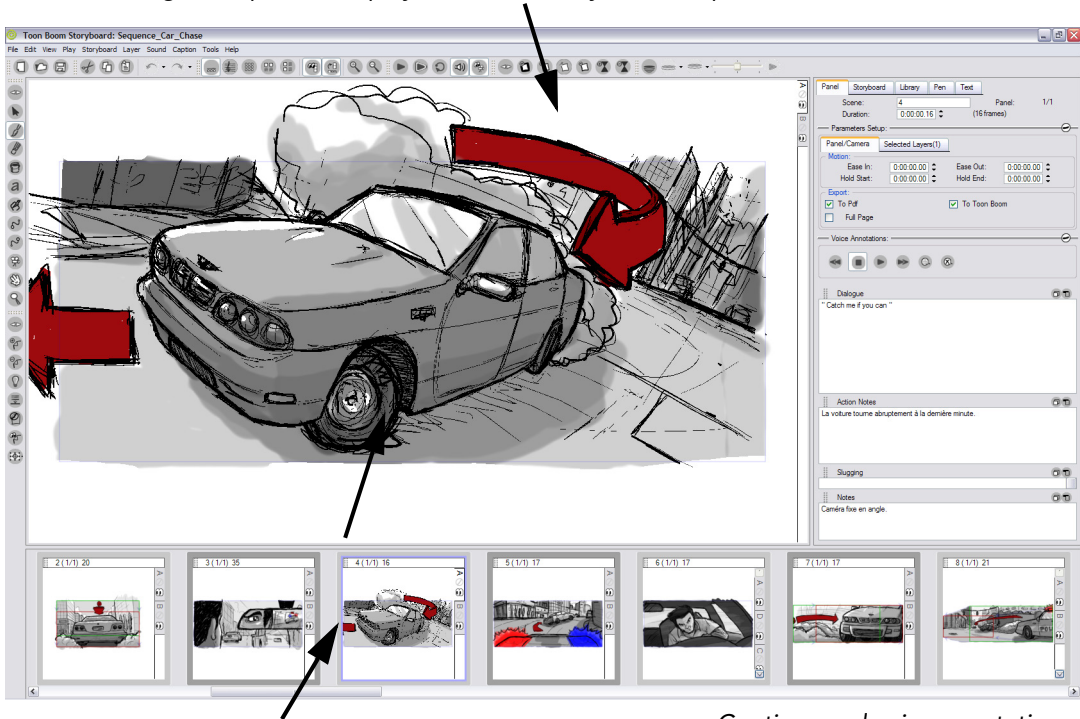 Toon Boom Storyboard: Sequence_Car_Chase
File Edit View Play Storyboard Layer Sound Caption Tools Help
Panel Storyboard Library Pen Text
Scene: 4 Panel: 1/1
Duration: 0:00:00.16 (16 frames)
Parameters Setup:
Panel/Camera Selected Layers(1)
Motion:
Ease In: 0:00:00.00 Ease Out: 0:00:00.00
Hold Start: 0:00:00.00 Hold End: 0:00:00.00
Export:
To Pdf To Toon Boom
Full Page
Voice Annotations:
Dialogue
" Catch me if you can "
Action Notes
La voiture tourne abruptement à la dernière minute.
Slugging
Notes
Caméra fixe en angle.
2 (1/1) 20 3 (1/1) 35 4 (1/1) 16 5 (1/1) 17 6 (1/1) 17 7 (1/1) 17 8 (1/1) 21